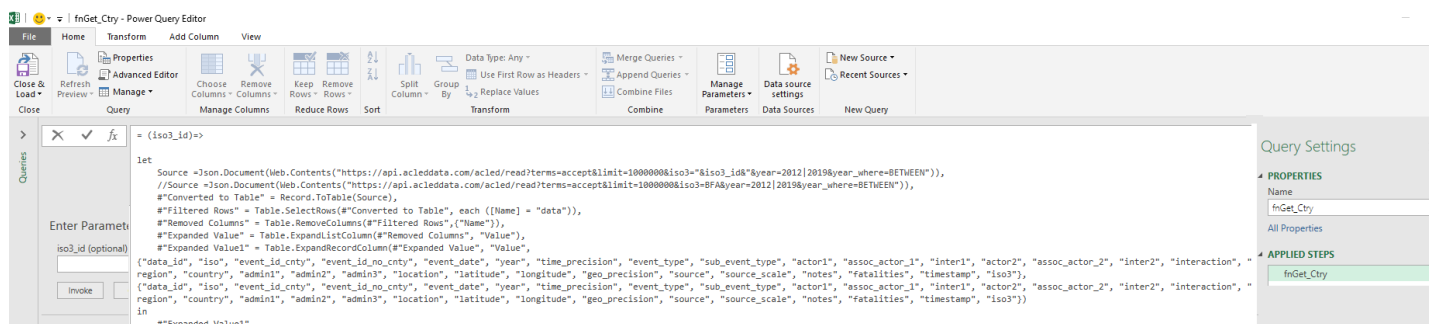 fnGet_Ctry - Power Query Editor
File Home Transform Add Column View
Close & Load
Refresh Preview
Properties
Advanced Editor
Manage
Choose Columns
Remove Columns
Keep Rows
Remove Rows
Split Column
Group By
Data Type: Any
Use First Row as Headers
Replace Values
Merge Queries
Append Queries
Combine Files
Manage Parameters
Data source settings
New Source
Recent Sources
Close Query Manage Columns Reduce Rows Sort Transform Combine Parameters Data Sources New Query
Queries
fx
= (iso3_id)=>
let
Source =Json.Document(Web.Contents("https://api.acleddata.com/acled/read?terms=accept&limit=1000000&iso3="&iso3_id&"&year=2012|2019&year_where=BETWEEN")),
//Source =Json.Document(Web.Contents("https://api.acleddata.com/acled/read?terms=accept&limit=1000000&iso3=BFA&year=2012|2019&year_where=BETWEEN")),
#"Converted to Table" = Record.ToTable(Source),
#"Filtered Rows" = Table.SelectRows(#"Converted to Table", each ([Name] = "data")),
#"Removed Columns" = Table.RemoveColumns(#"Filtered Rows",{"Name"}),
#"Expanded Value" = Table.ExpandListColumn(#"Removed Columns", "Value"),
#"Expanded Value1" = Table.ExpandRecordColumn(#"Expanded Value", "Value",
{"data_id", "iso", "event_id_cnty", "event_id_no_cnty", "event_date", "year", "time_precision", "event_type", "sub_event_type", "actor1", "assoc_actor_1", "inter1", "actor2", "assoc_actor_2", "inter2", "interaction", "
region", "country", "admin1", "admin2", "admin3", "location", "latitude", "longitude", "geo_precision", "source", "source_scale", "notes", "fatalities", "timestamp", "iso3"},
{"data_id", "iso", "event_id_cnty", "event_id_no_cnty", "event_date", "year", "time_precision", "event_type", "sub_event_type", "actor1", "assoc_actor_1", "inter1", "actor2", "assoc_actor_2", "inter2", "interaction", "
region", "country", "admin1", "admin2", "admin3", "location", "latitude", "longitude", "geo_precision", "source", "source_scale", "notes", "fatalities", "timestamp", "iso3"})
in
#"Expanded Value1"
Enter Paramet
iso3_id (optional)
Invoke
Query Settings
PROPERTIES
Name
fnGet_Ctry
All Properties
APPLIED STEPS
fnGet_Ctry